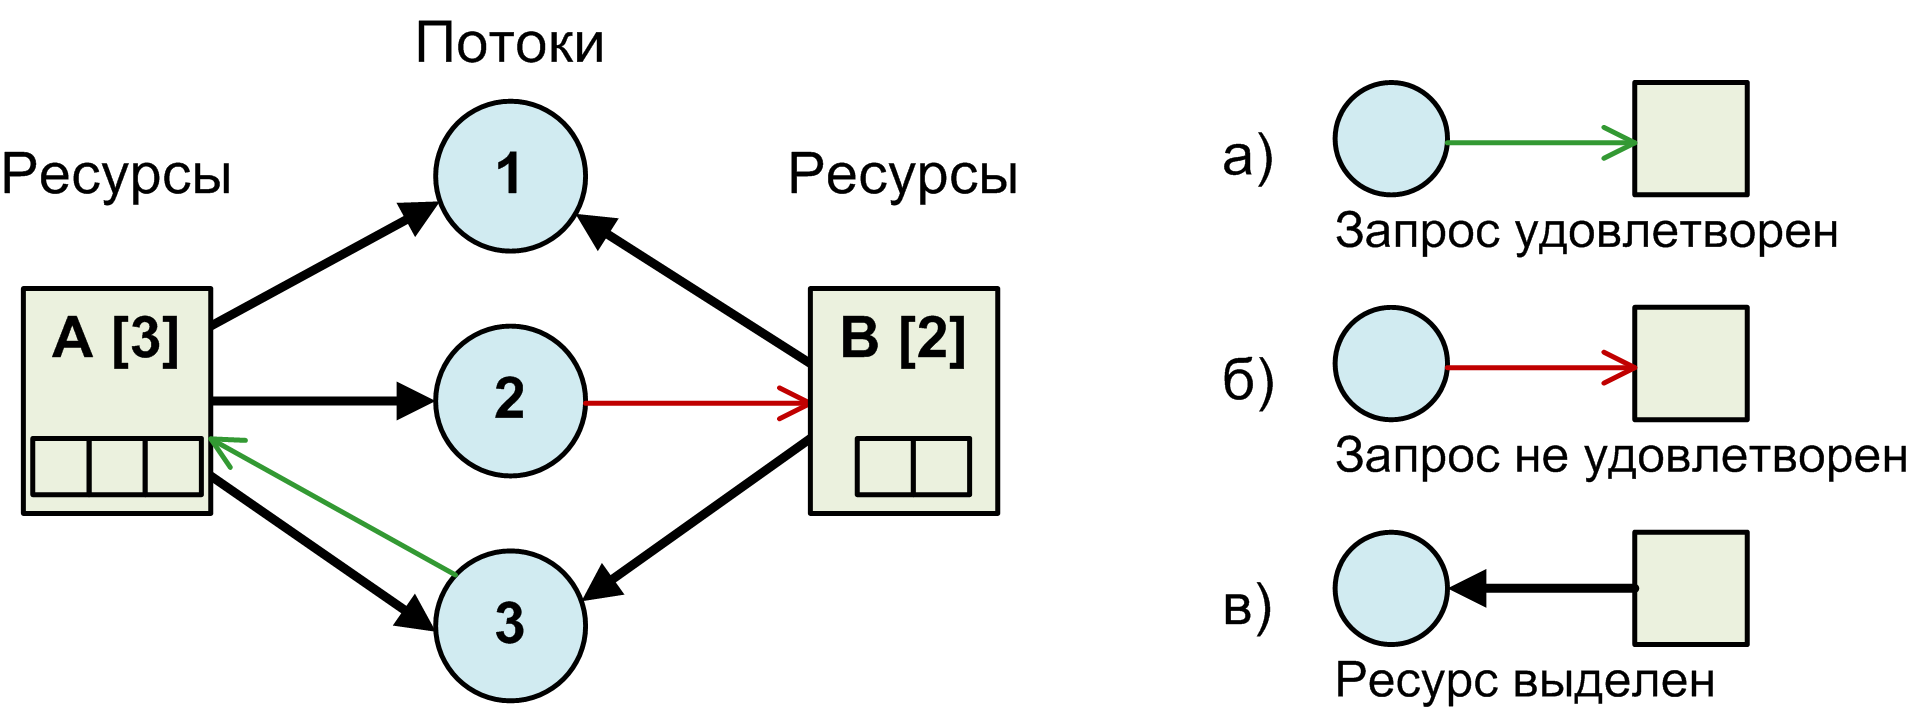 Потоки
Ресурсы
Ресурсы
1
A [3]
B [2]
2
3
а)
Запрос удовлетворен
б)
Запрос не удовлетворен
в)
Ресурс выделен